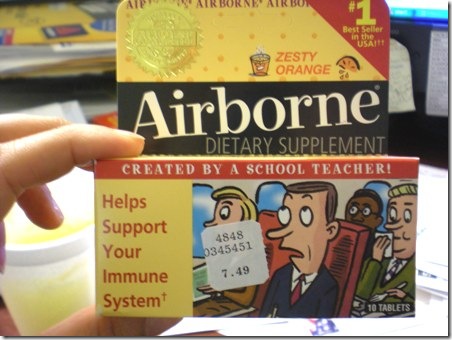 AIRBORNE® AIRBORNE® AIRBOR
#1
Best Seller
in the
USA!††
ZESTY
ORANGE
Airborne®
DIETARY SUPPLEMENT
CREATED BY A SCHOOL TEACHER!
Helps
Support
Your
Immune
System†
4848
0345451
7.49
10 TABLETS